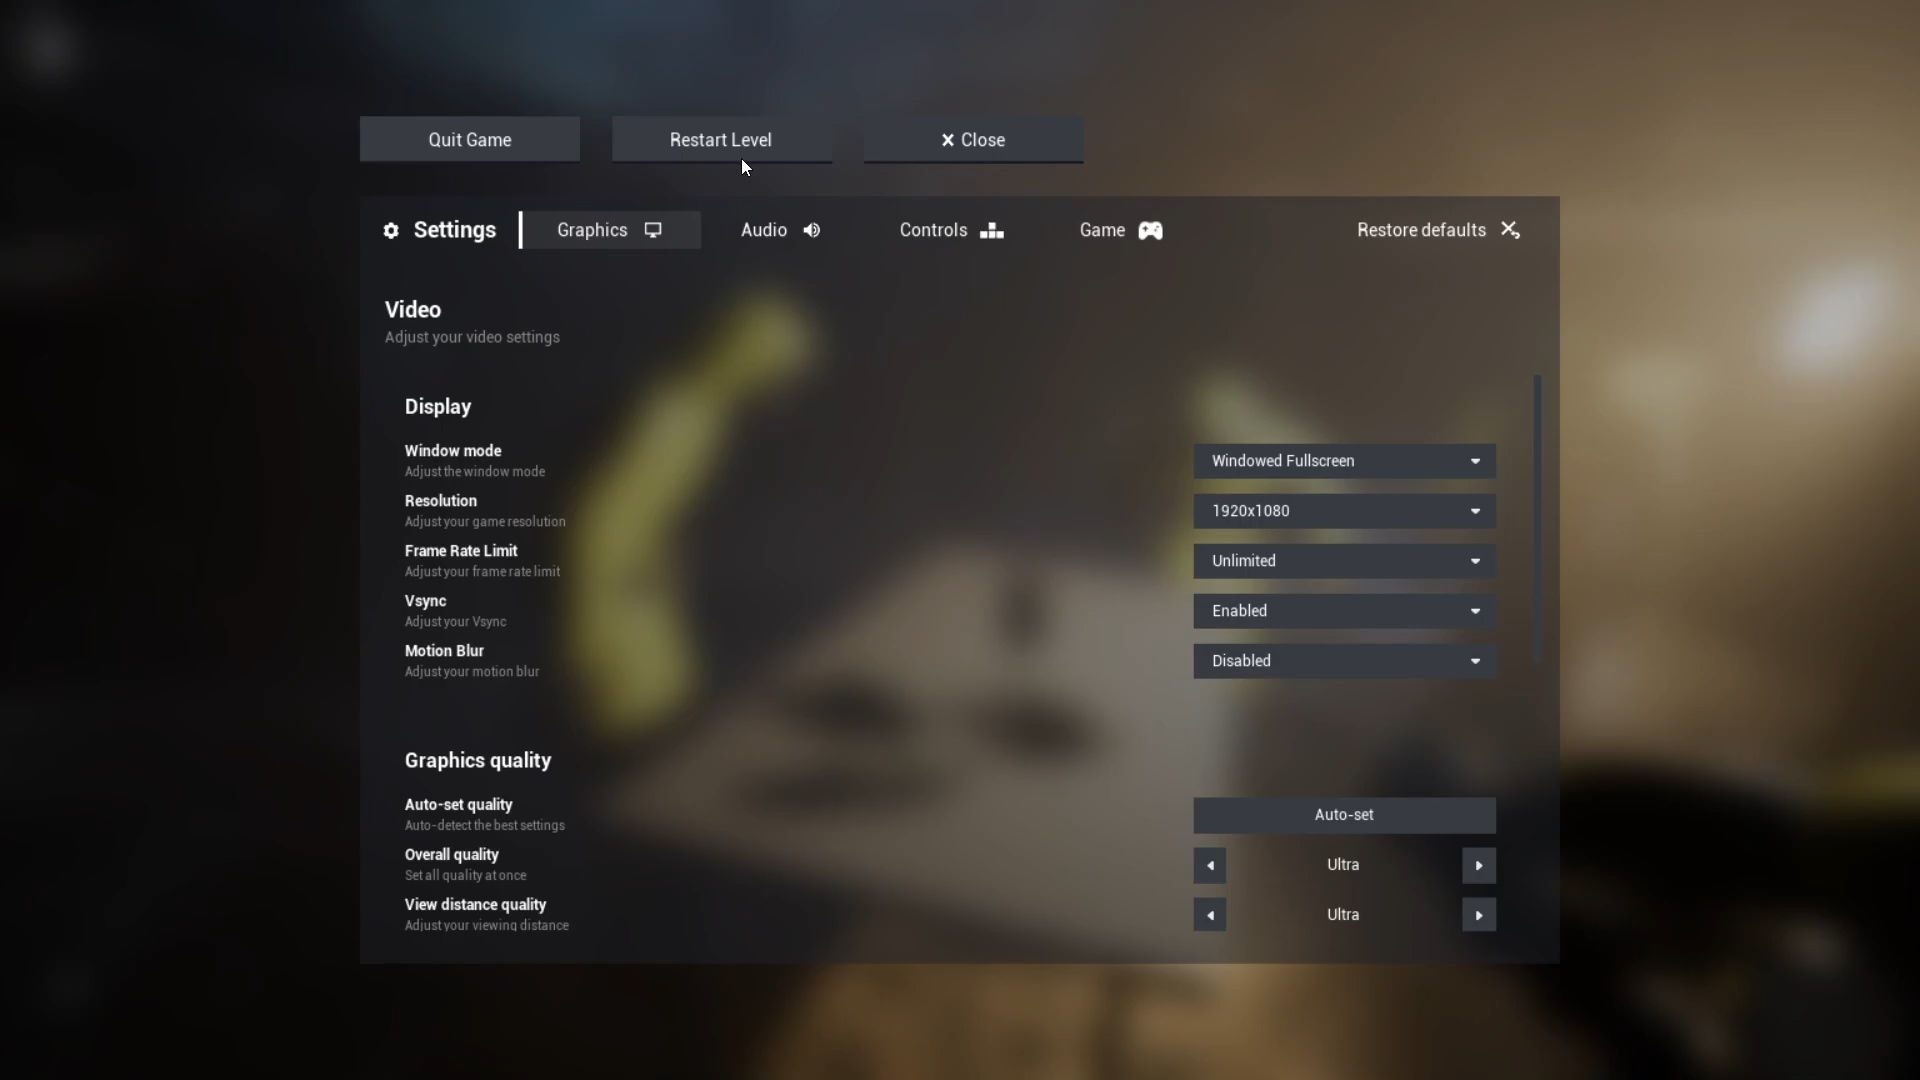 Quit Game
Restart Level
Close
Settings
Graphics
Audio
Controls
Game
Restore defaults
Video
Adjust your video settings
Display
Window mode
Adjust the window mode
Windowed Fullscreen
Resolution
Adjust your game resolution
1920x1080
Frame Rate Limit
Adjust your frame rate limit
Unlimited
Vsync
Adjust your Vsync
Enabled
Motion Blur
Adjust your motion blur
Disabled
Graphics quality
Auto-set quality
Auto-detect the best settings
Auto-set
Overall quality
Set all quality at once
Ultra
View distance quality
Adjust your viewing distance
Ultra